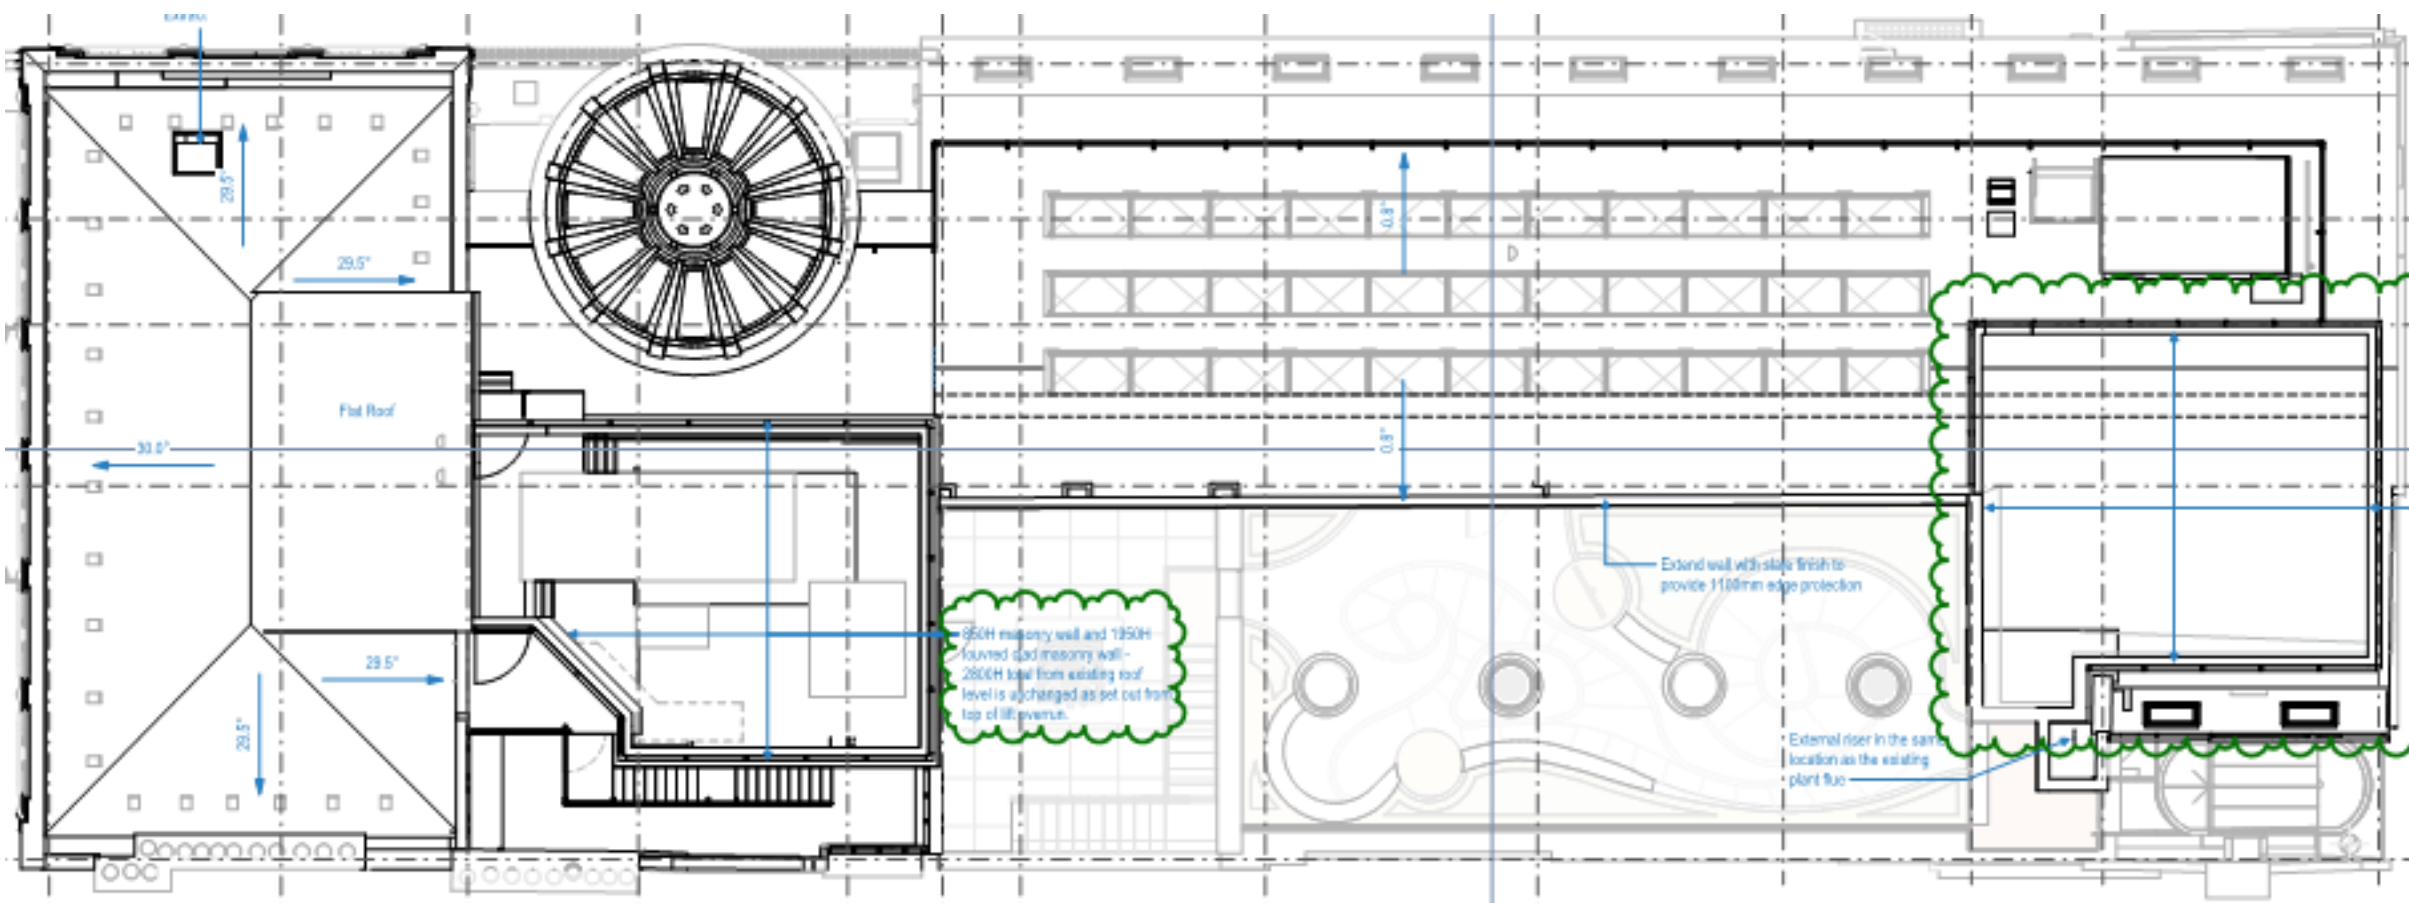 Extract
29.5°
29.5°
Flat Roof
30.0°
29.5°
29.5°
0.8°
0.8°
Extend wall with slate finish to
provide 1100mm edge protection
850H masonry wall and 1950H
louvred clad masonry wall -
2800H total from existing roof
level is unchanged as set out from
top of lift overrun.
External riser in the same
location as the existing
plant flue